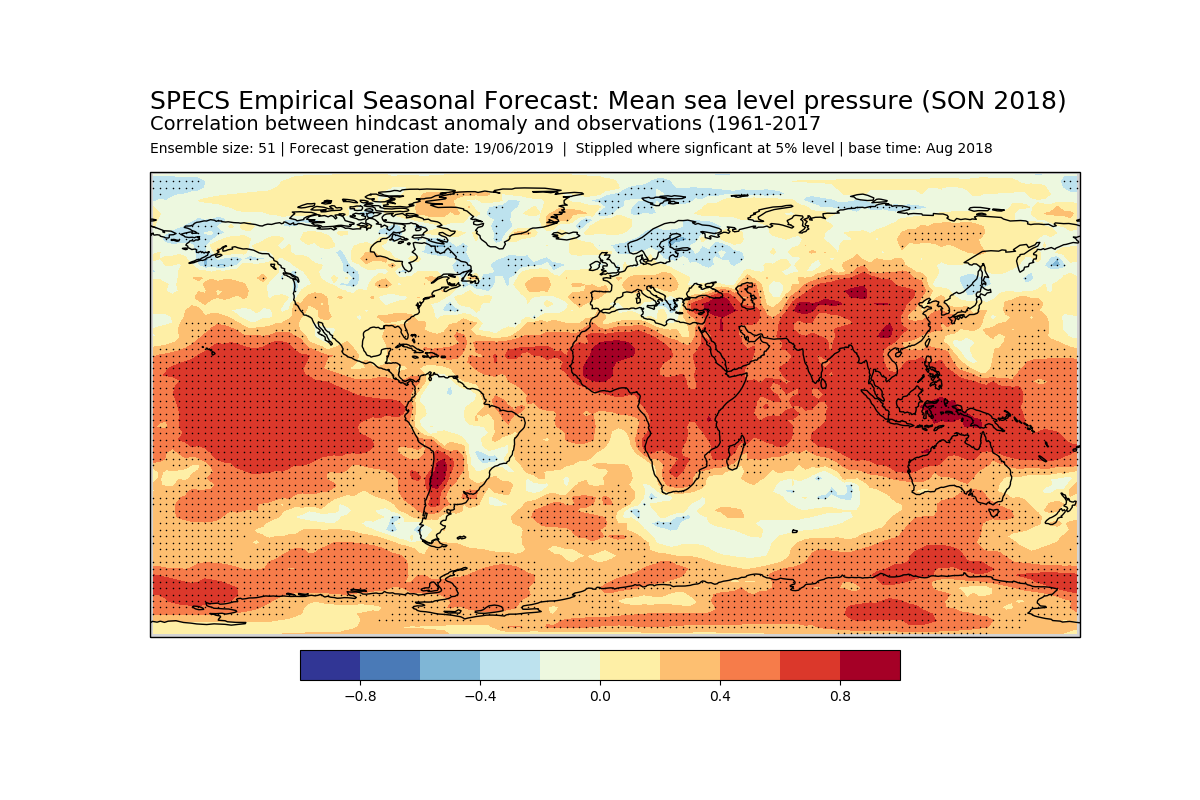 SPECS Empirical Seasonal Forecast: Mean sea level pressure (SON 2018)
Correlation between hindcast anomaly and observations (1961-2017
Ensemble size: 51 | Forecast generation date: 19/06/2019  |  Stippled where signficant at 5% level | base time: Aug 2018
−0.8 −0.4 0.0 0.4 0.8